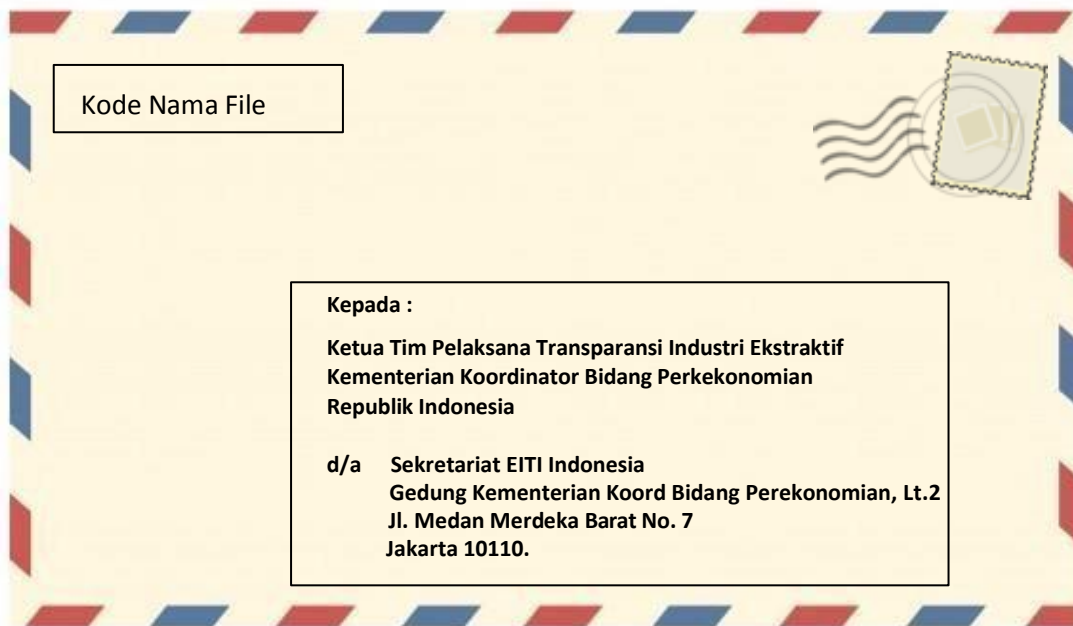 Kode Nama File
Kepada :
Ketua Tim Pelaksana Transparansi Industri Ekstraktif
Kementerian Koordinator Bidang Perkekonomian
Republik Indonesia
d/a Sekretariat EITI Indonesia
Gedung Kementerian Koord Bidang Perekonomian, Lt.2
Jl. Medan Merdeka Barat No. 7
Jakarta 10110.